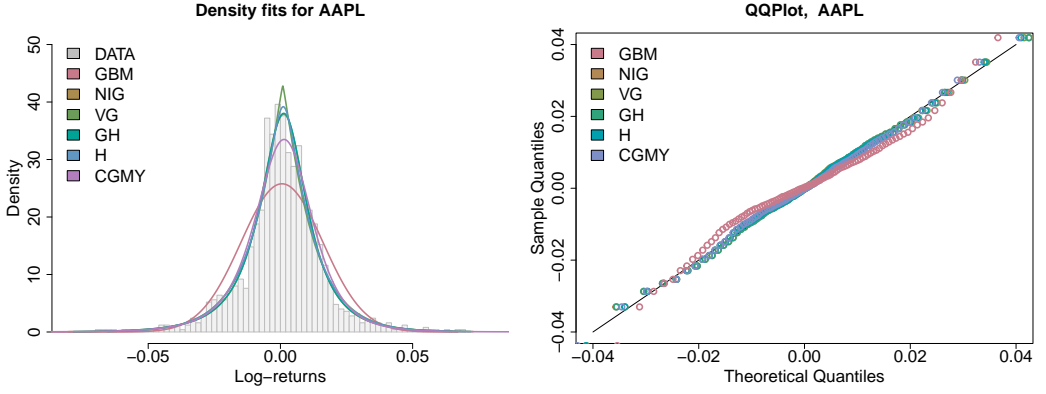 Density fits for AAPL
50
40
30
20
10
0
Density
DATA
GBM
NIG
VG
GH
H
CGMY
−0.05
0.00
0.05
Log−returns
QQPlot, AAPL
0.04
0.02
0.00
−0.02
−0.04
Sample Quantiles
GBM
NIG
VG
GH
H
CGMY
−0.04
−0.02
0.00
0.02
0.04
Theoretical Quantiles